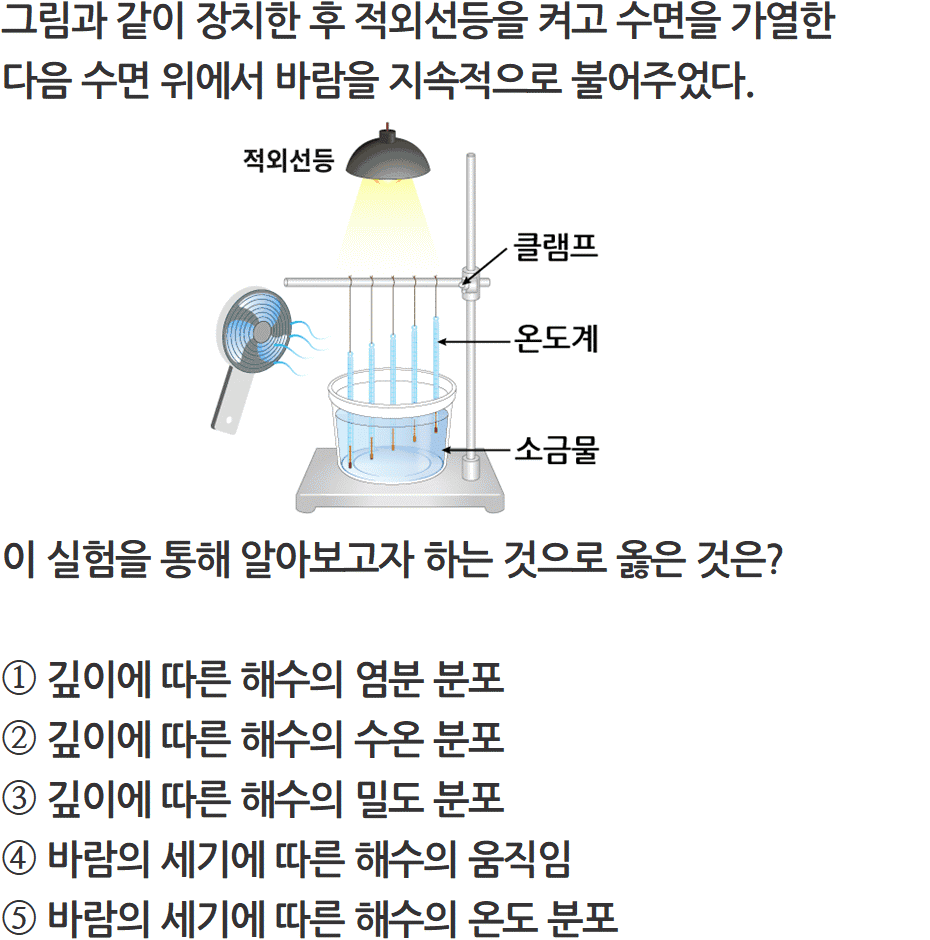 그림과 같이 장치한 후 적외선등을 켜고 수면을 가열한
다음 수면 위에서 바람을 지속적으로 불어주었다.
적외선등
클램프
온도계
소금물
이 실험을 통해 알아보고자 하는 것으로 옳은 것은?
① 깊이에 따른 해수의 염분 분포
② 깊이에 따른 해수의 수온 분포
③ 깊이에 따른 해수의 밀도 분포
④ 바람의 세기에 따른 해수의 움직임
⑤ 바람의 세기에 따른 해수의 온도 분포